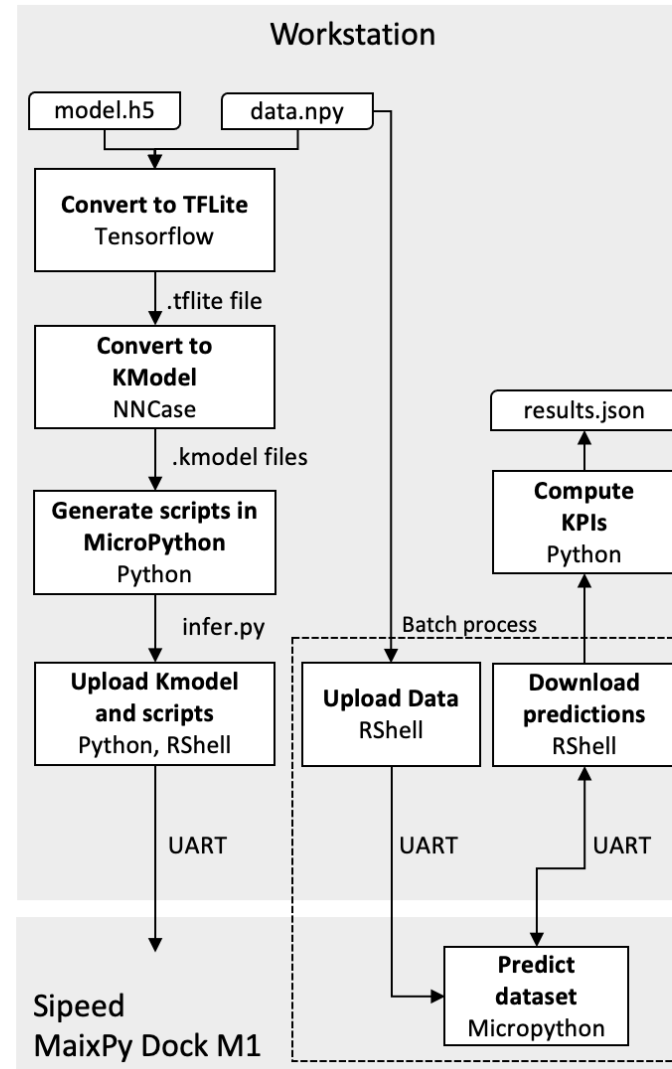 Workstation
model.h5
data.npy
Convert to TFLite
Tensorflow
.tflite file
Convert to
KModel
NNCase
.kmodel files
Generate scripts in
MicroPython
Python
infer.py
Upload Kmodel
and scripts
Python, RShell
UART
results.json
Compute
KPIs
Python
Batch process
Upload Data
RShell
Download
predictions
RShell
UART
UART
Predict
dataset
Micropython
Sipeed
MaixPy Dock M1